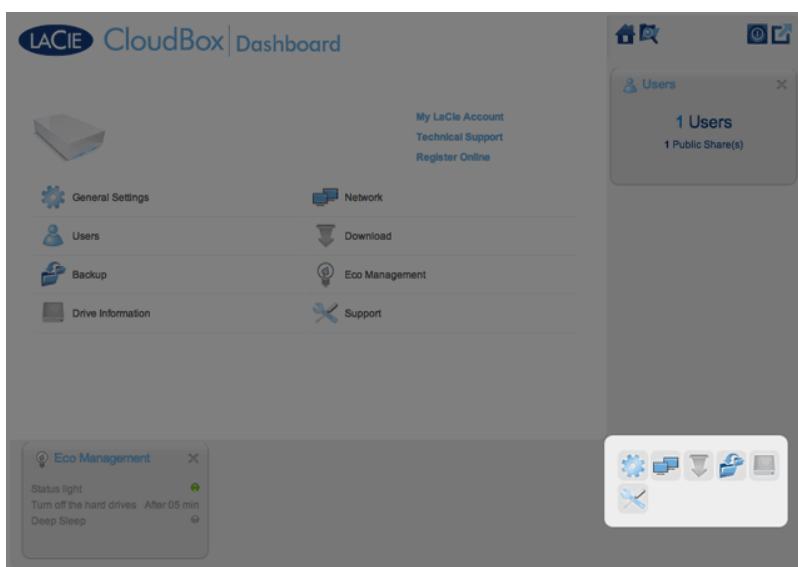 LACIE CloudBox Dashboard
Users
1 Users
1 Public Share(s)
My LaCie Account
Technical Support
Register Online
General Settings
Network
Users
Download
Backup
Eco Management
Drive Information
Support
Eco Management
Status light
Turn off the hard drives After 05 min
Deep Sleep